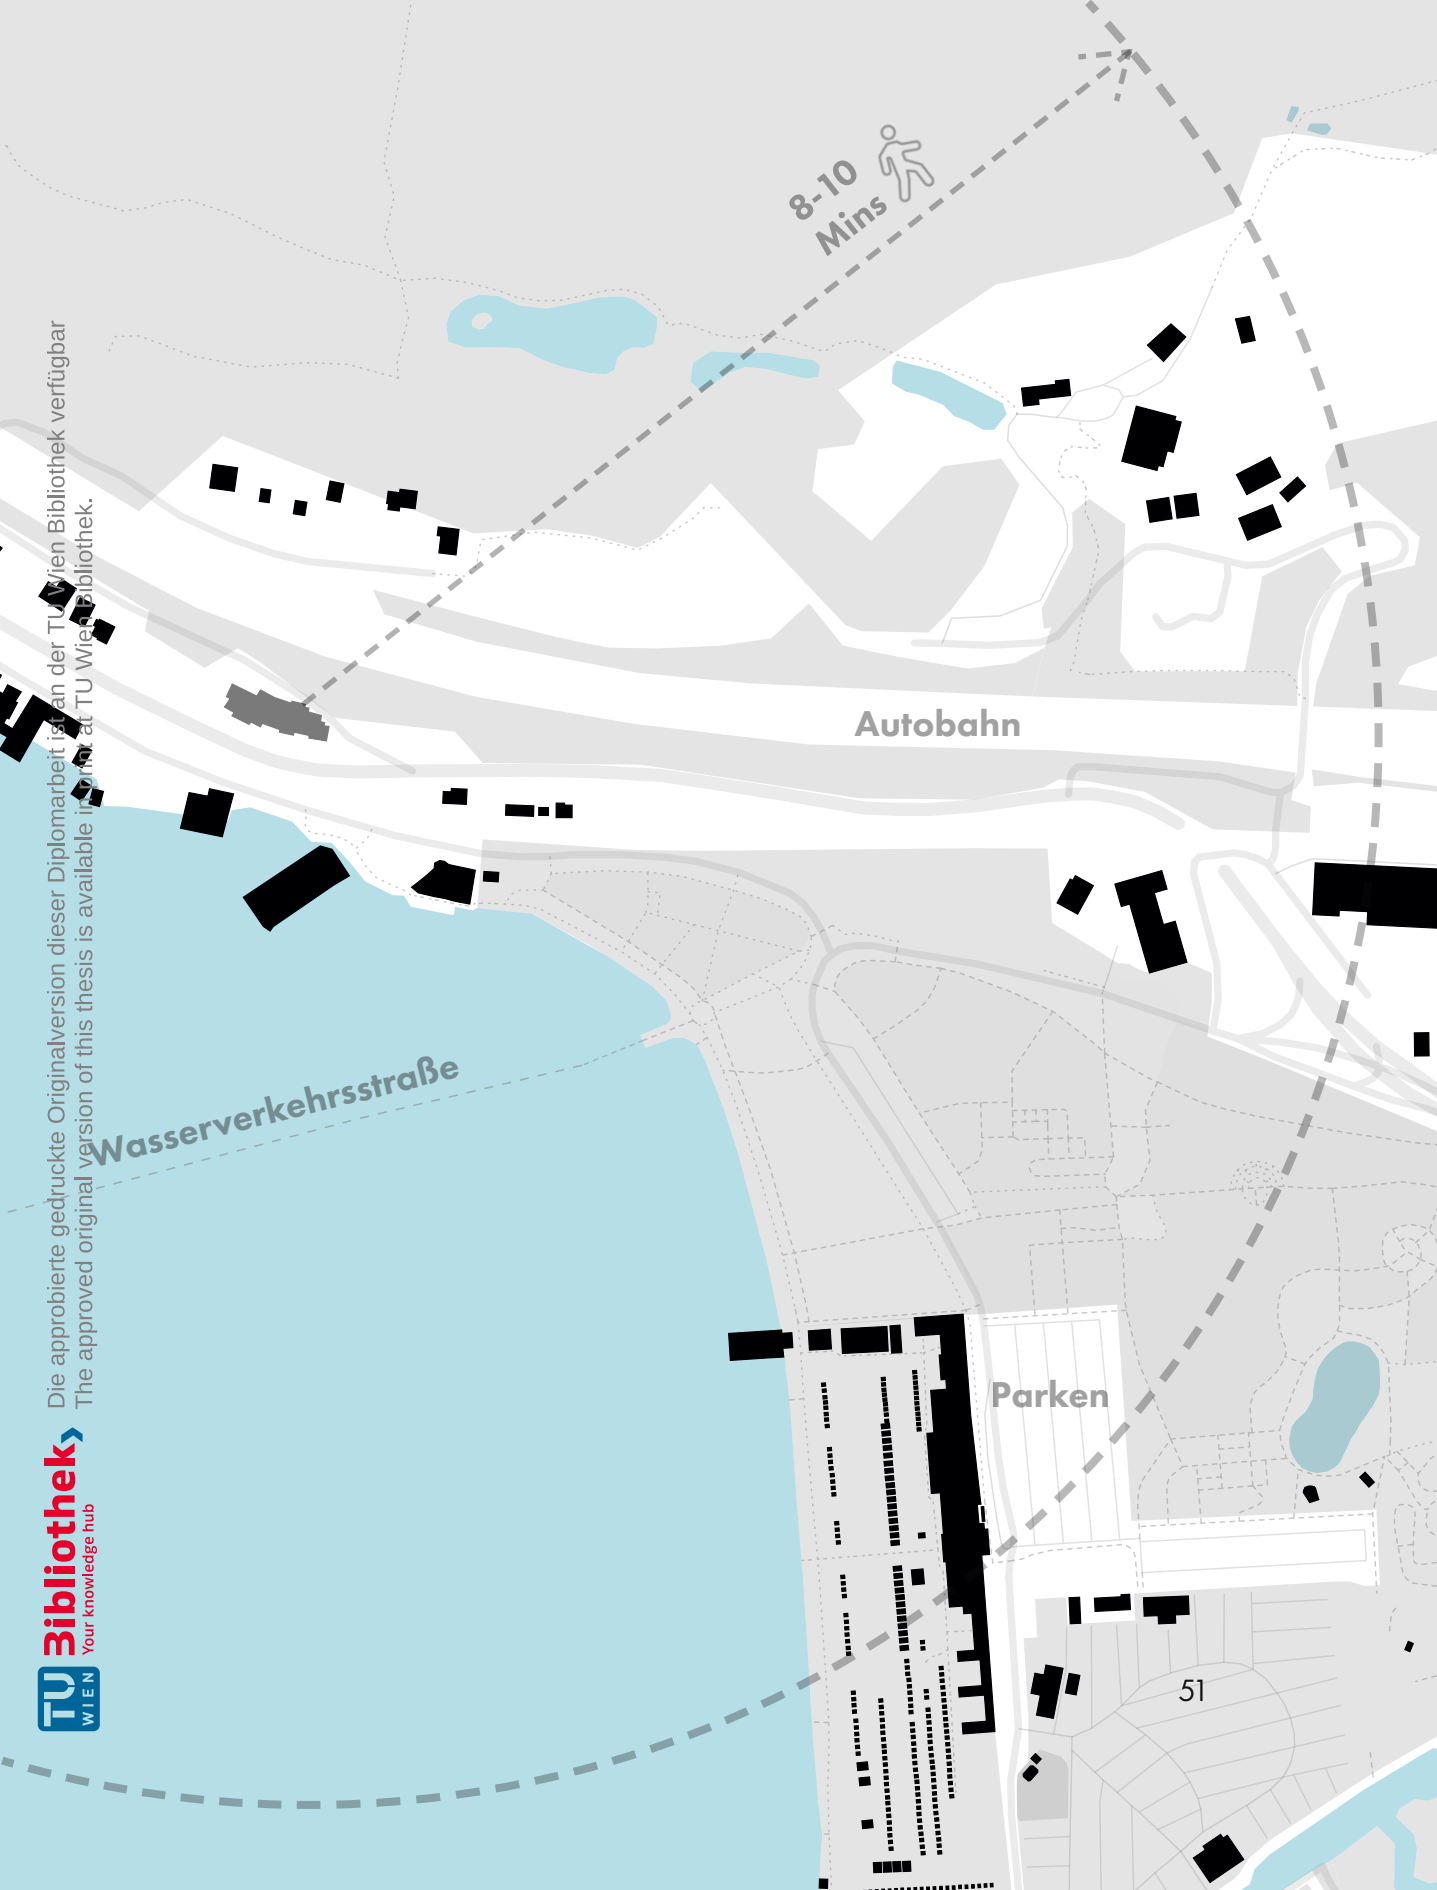 8-10
Mins
Autobahn
Wasserverkehrsstraße
Parken
51
Die approbierte gedruckte Originalversion dieser Diplomarbeit ist an der TU Wien Bibliothek verfügbar
The approved original version of this thesis is available in print at TU Wien Bibliothek.
TU
WIEN
Bibliothek
Your knowledge hub